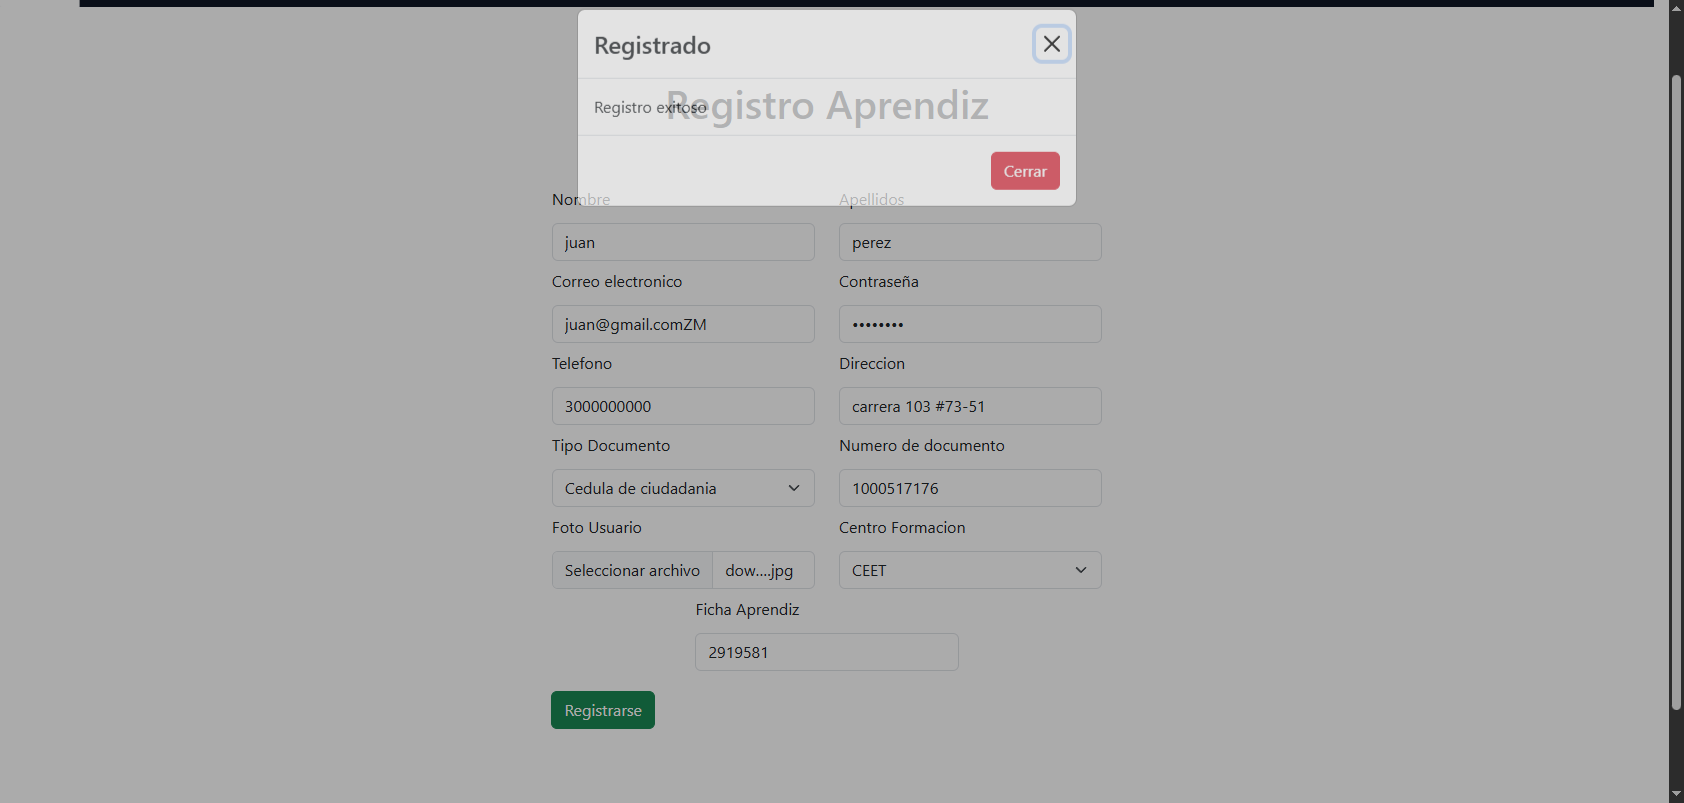 Registrado
Registro exitoso
Registro Aprendiz
Cerrar
Nombre
Apellidos
juan
perez
Correo electronico
Contraseña
juan@gmail.comZM
••••••••
Telefono
Direccion
3000000000
carrera 103 #73-51
Tipo Documento
Numero de documento
Cedula de ciudadania
1000517176
Foto Usuario
Centro Formacion
Seleccionar archivo dow....jpg
CEET
Ficha Aprendiz
2919581
Registrarse